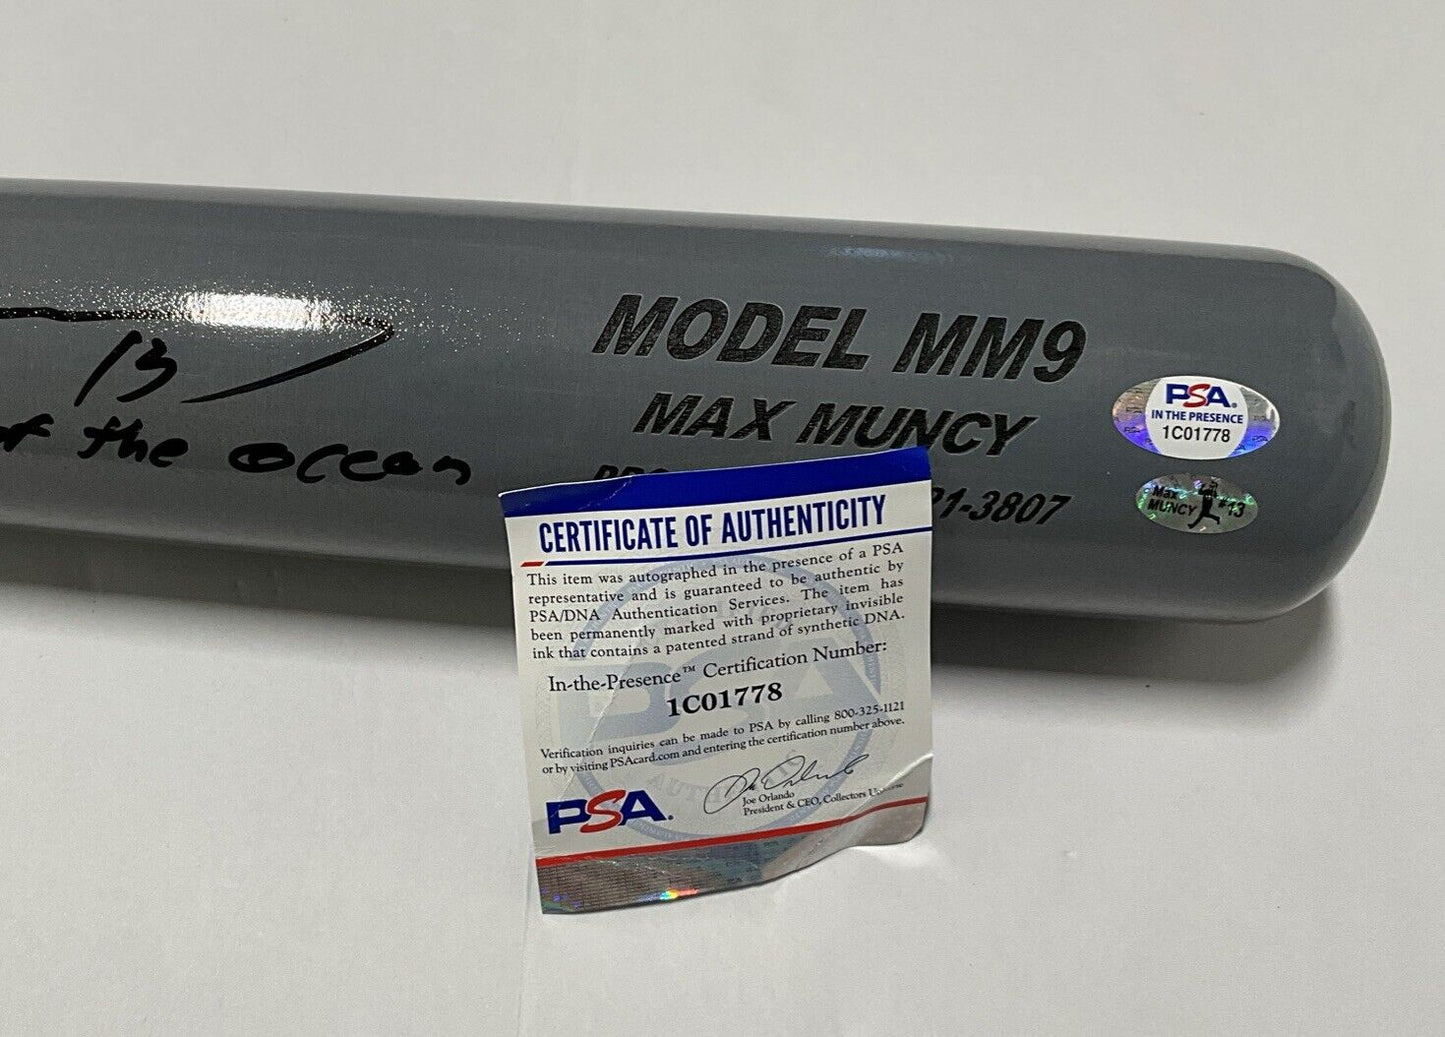 13
of the ocean
MODEL MM9
MAX MUNCY
1-3807
PSA
IN THE PRESENCE
1C01778
Max
MUNCY #13
CERTIFICATE OF AUTHENTICITY
This item was autographed in the presence of a PSA
representative and is guaranteed to be authentic by
PSA/DNA Authentication Services. The item has
been permanently marked with proprietary invisible
ink that contains a patented strand of synthetic DNA.
In-the-Presence™ Certification Number:
1C01778
Verification inquiries can be made to PSA by calling 800-325-1121
or by visiting PSAcard.com and entering the certification number above.
Joe Orlando
President & CEO, Collectors Universe
PSA.